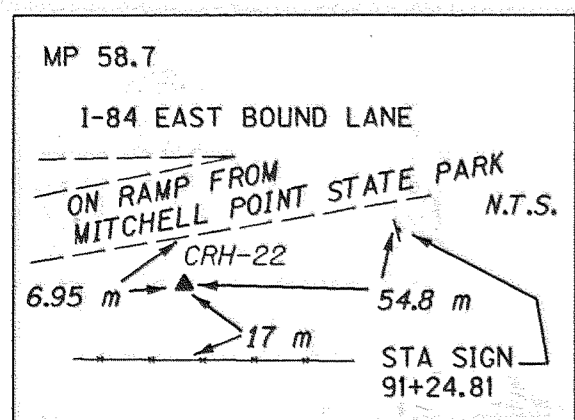 MP 58.7
I-84 EAST BOUND LANE
ON RAMP FROM
MITCHELL POINT STATE PARK
N.T.S.
CRH-22
6.95 m
54.8 m
17 m
STA SIGN
91+24.81